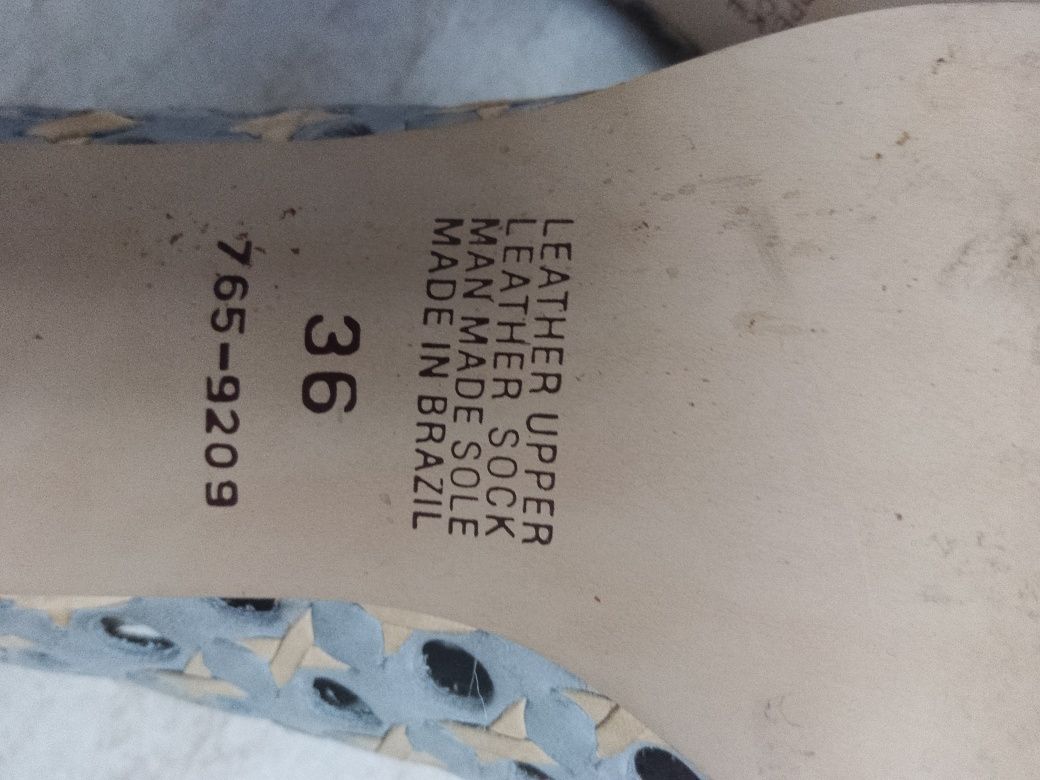 LEATHER UPPER
LEATHER SOCK
MAN MADE SOLE
MADE IN BRAZIL
36
765-9209